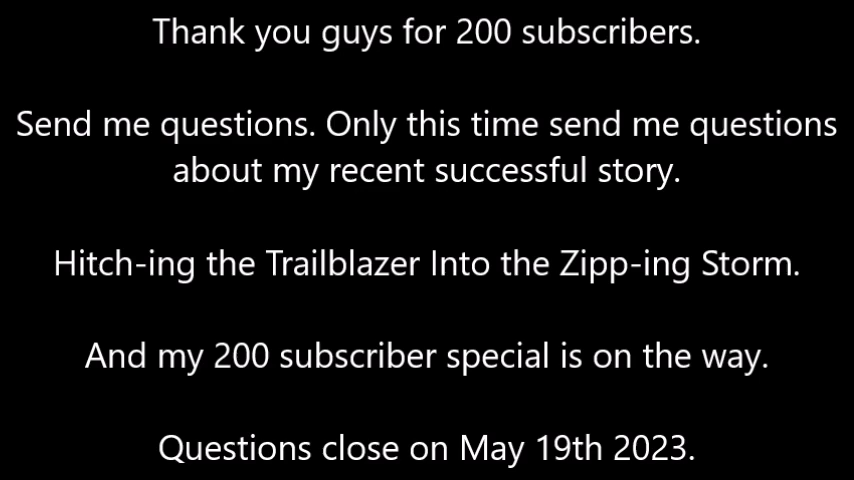 Thank you guys for 200 subscribers.
Send me questions. Only this time send me questions
about my recent successful story.
Hitch-ing the Trailblazer Into the Zipp-ing Storm.
And my 200 subscriber special is on the way.
Questions close on May 19th 2023.